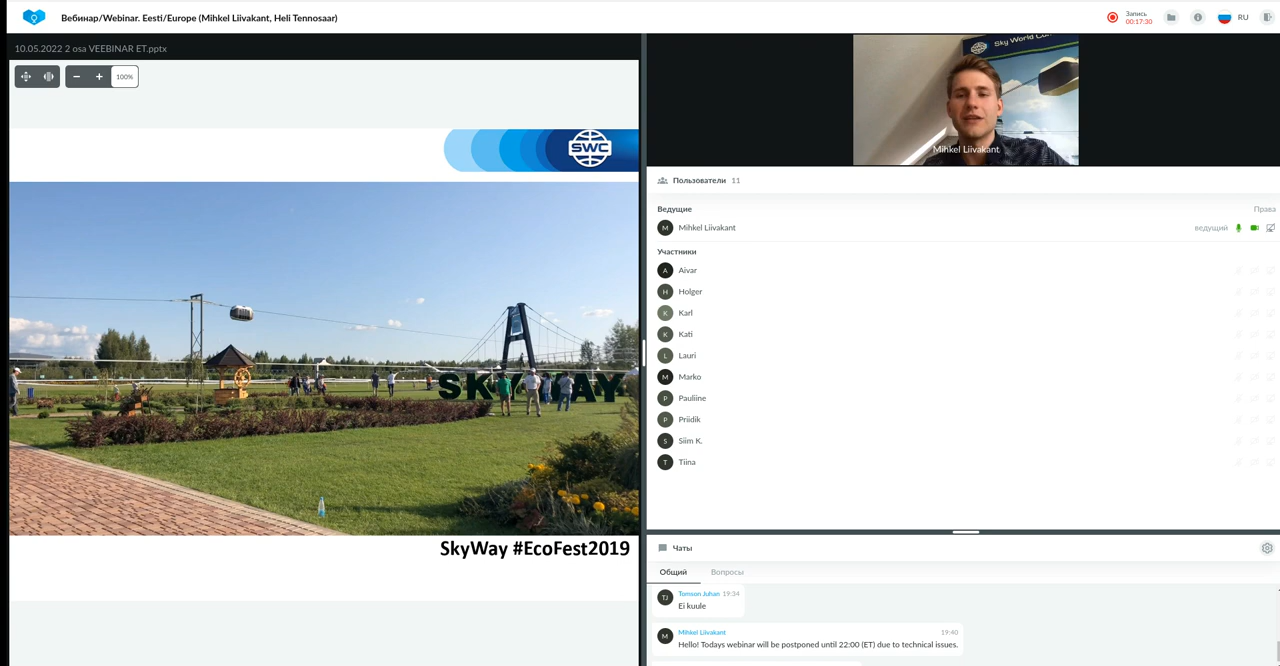 Вебинар/Webinar. Eesti/Europe (Mihkel Liivakant, Heli Tennosaar)
Запись
00:17:30
RU
10.05.2022 2 osa VEEBINAR ET.pptx
100%
SWC
SKYWAY
SkyWay #EcoFest2019
Sky World Com
Mihkel Liivakant
Пользователи 11
Ведущие
Права
M Mihkel Liivakant ведущий
Участники
A Aivar
H Holger
K Karl
K Kati
L Lauri
M Marko
P Pauliine
P Priidik
S Siim K.
T Tiina
Чаты
Общий Вопросы
TJ Tomson Juhan 19:34
Ei kuule
M Mihkel Liivakant 19:40
Hello! Todays webinar will be postponed until 22:00 (ET) due to technical issues.